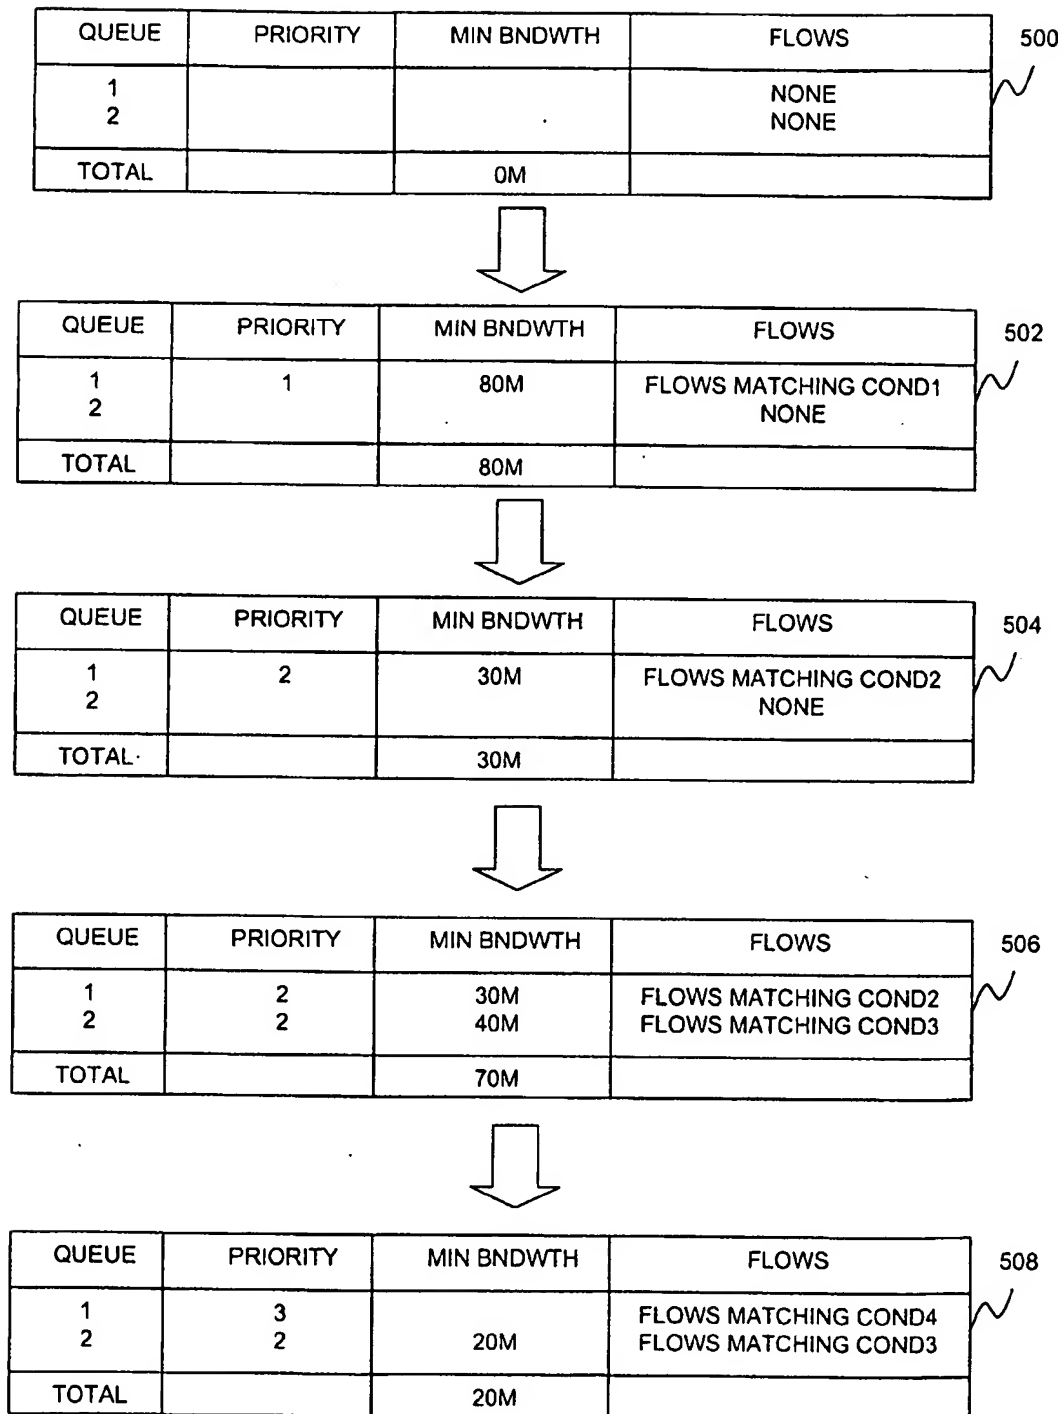 QUEUE PRIORITY MIN BNDWTH FLOWS 500
1 NONE
2 NONE
TOTAL 0M
QUEUE PRIORITY MIN BNDWTH FLOWS 502
1 1 80M FLOWS MATCHING COND1
2 NONE
TOTAL 80M
QUEUE PRIORITY MIN BNDWTH FLOWS 504
1 2 30M FLOWS MATCHING COND2
2 NONE
TOTAL 30M
QUEUE PRIORITY MIN BNDWTH FLOWS 506
1 2 30M FLOWS MATCHING COND2
2 2 40M FLOWS MATCHING COND3
TOTAL 70M
QUEUE PRIORITY MIN BNDWTH FLOWS 508
1 3 FLOWS MATCHING COND4
2 2 20M FLOWS MATCHING COND3
TOTAL 20M